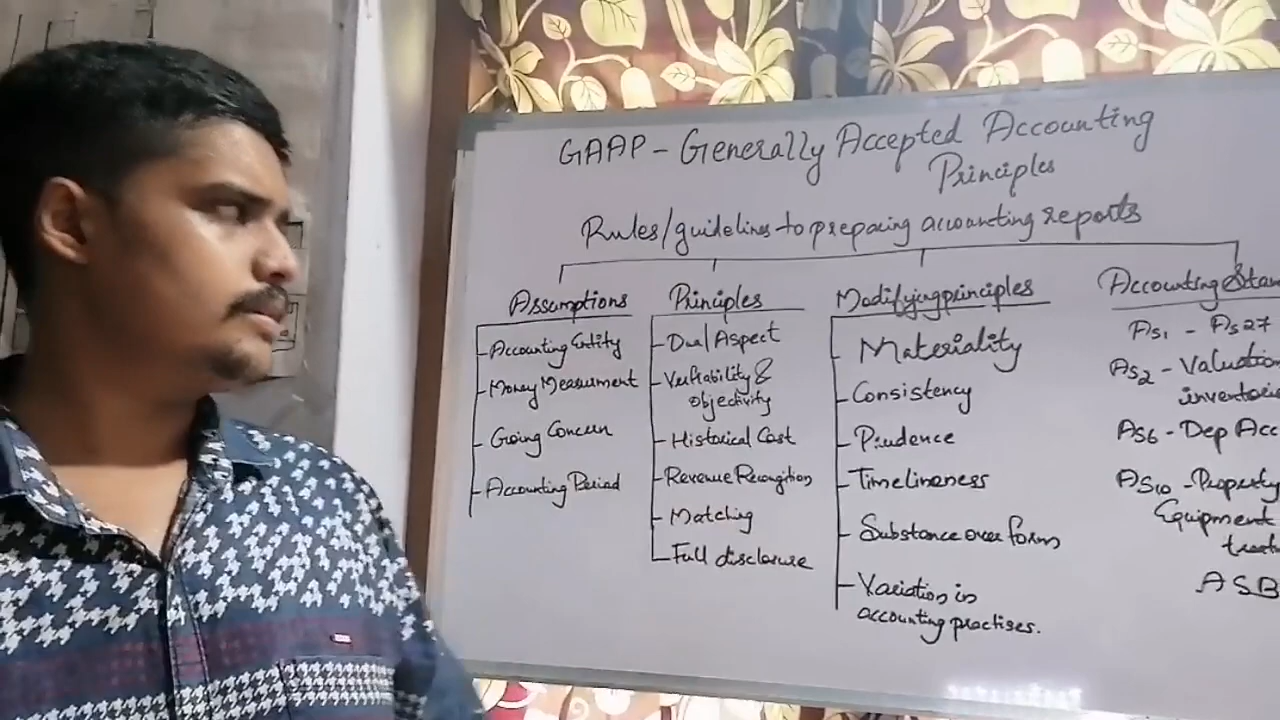 GAAP - Generally Accepted Accounting
Principles
Rules/guidelines to preparing accounting reports
Assumptions
Accounting Entity
Money Measurment
Going Concern
Accounting Period
Principles
Dual Aspect
Verifiability &
objectivity
Historical Cost
Revenue Recognition
Matching
Full disclosure
Modifying principles
Materiality
Consistency
Prudence
Timeliness
Substance over form
Variation in
accounting practises.
Accounting Stan
AS1 - AS27
AS2 - Valuation
inventories
AS6 - Dep Acc
AS10 - Property
Equipment
ASB